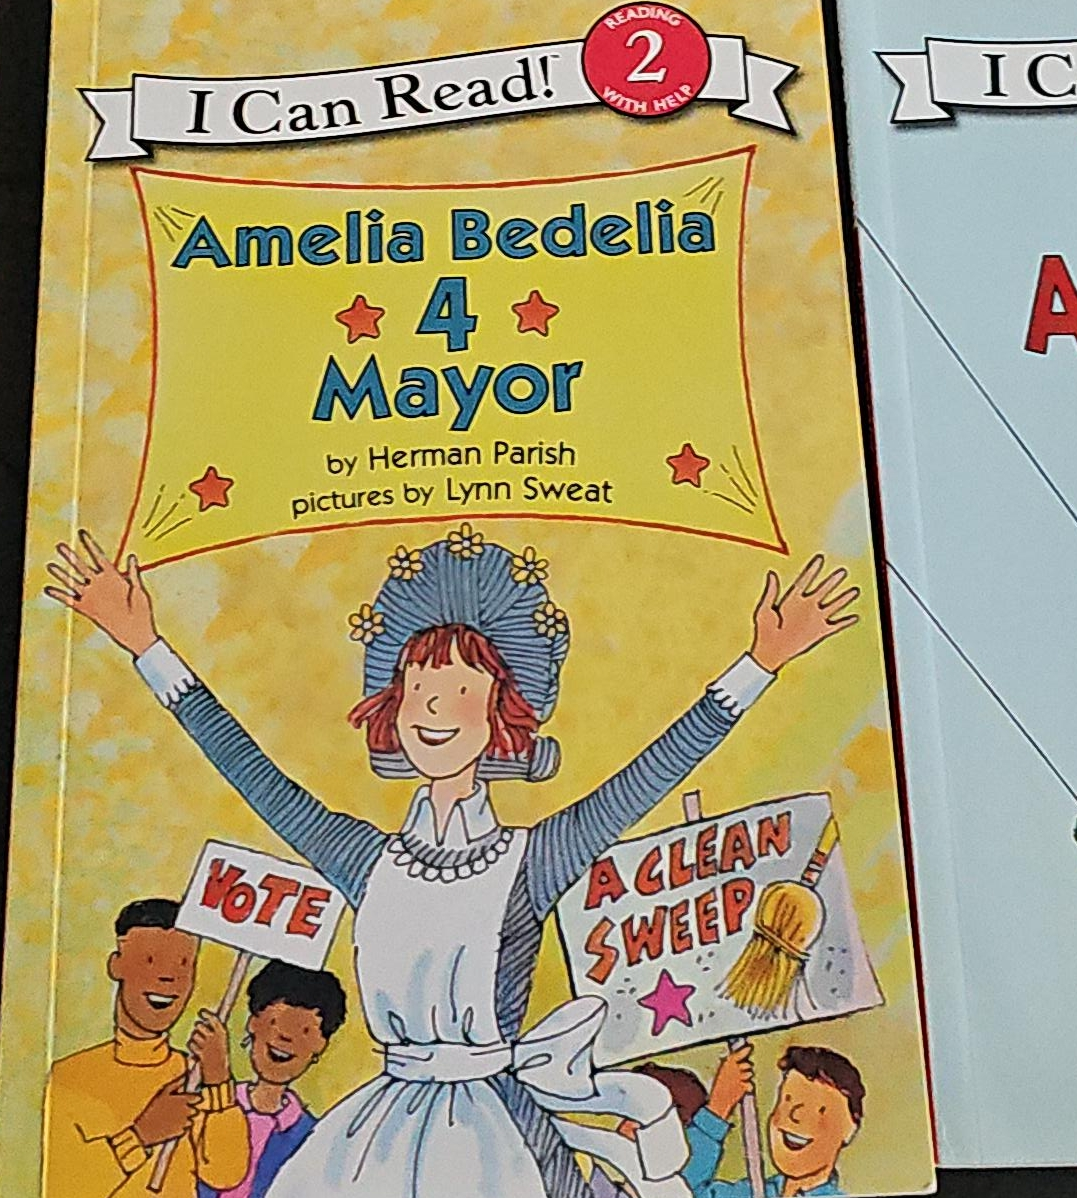 I Can Read!
READING
2
WITH HELP
Amelia Bedelia
4
Mayor
by Herman Parish
pictures by Lynn Sweat
VOTE
A CLEAN
SWEEP
I C
A